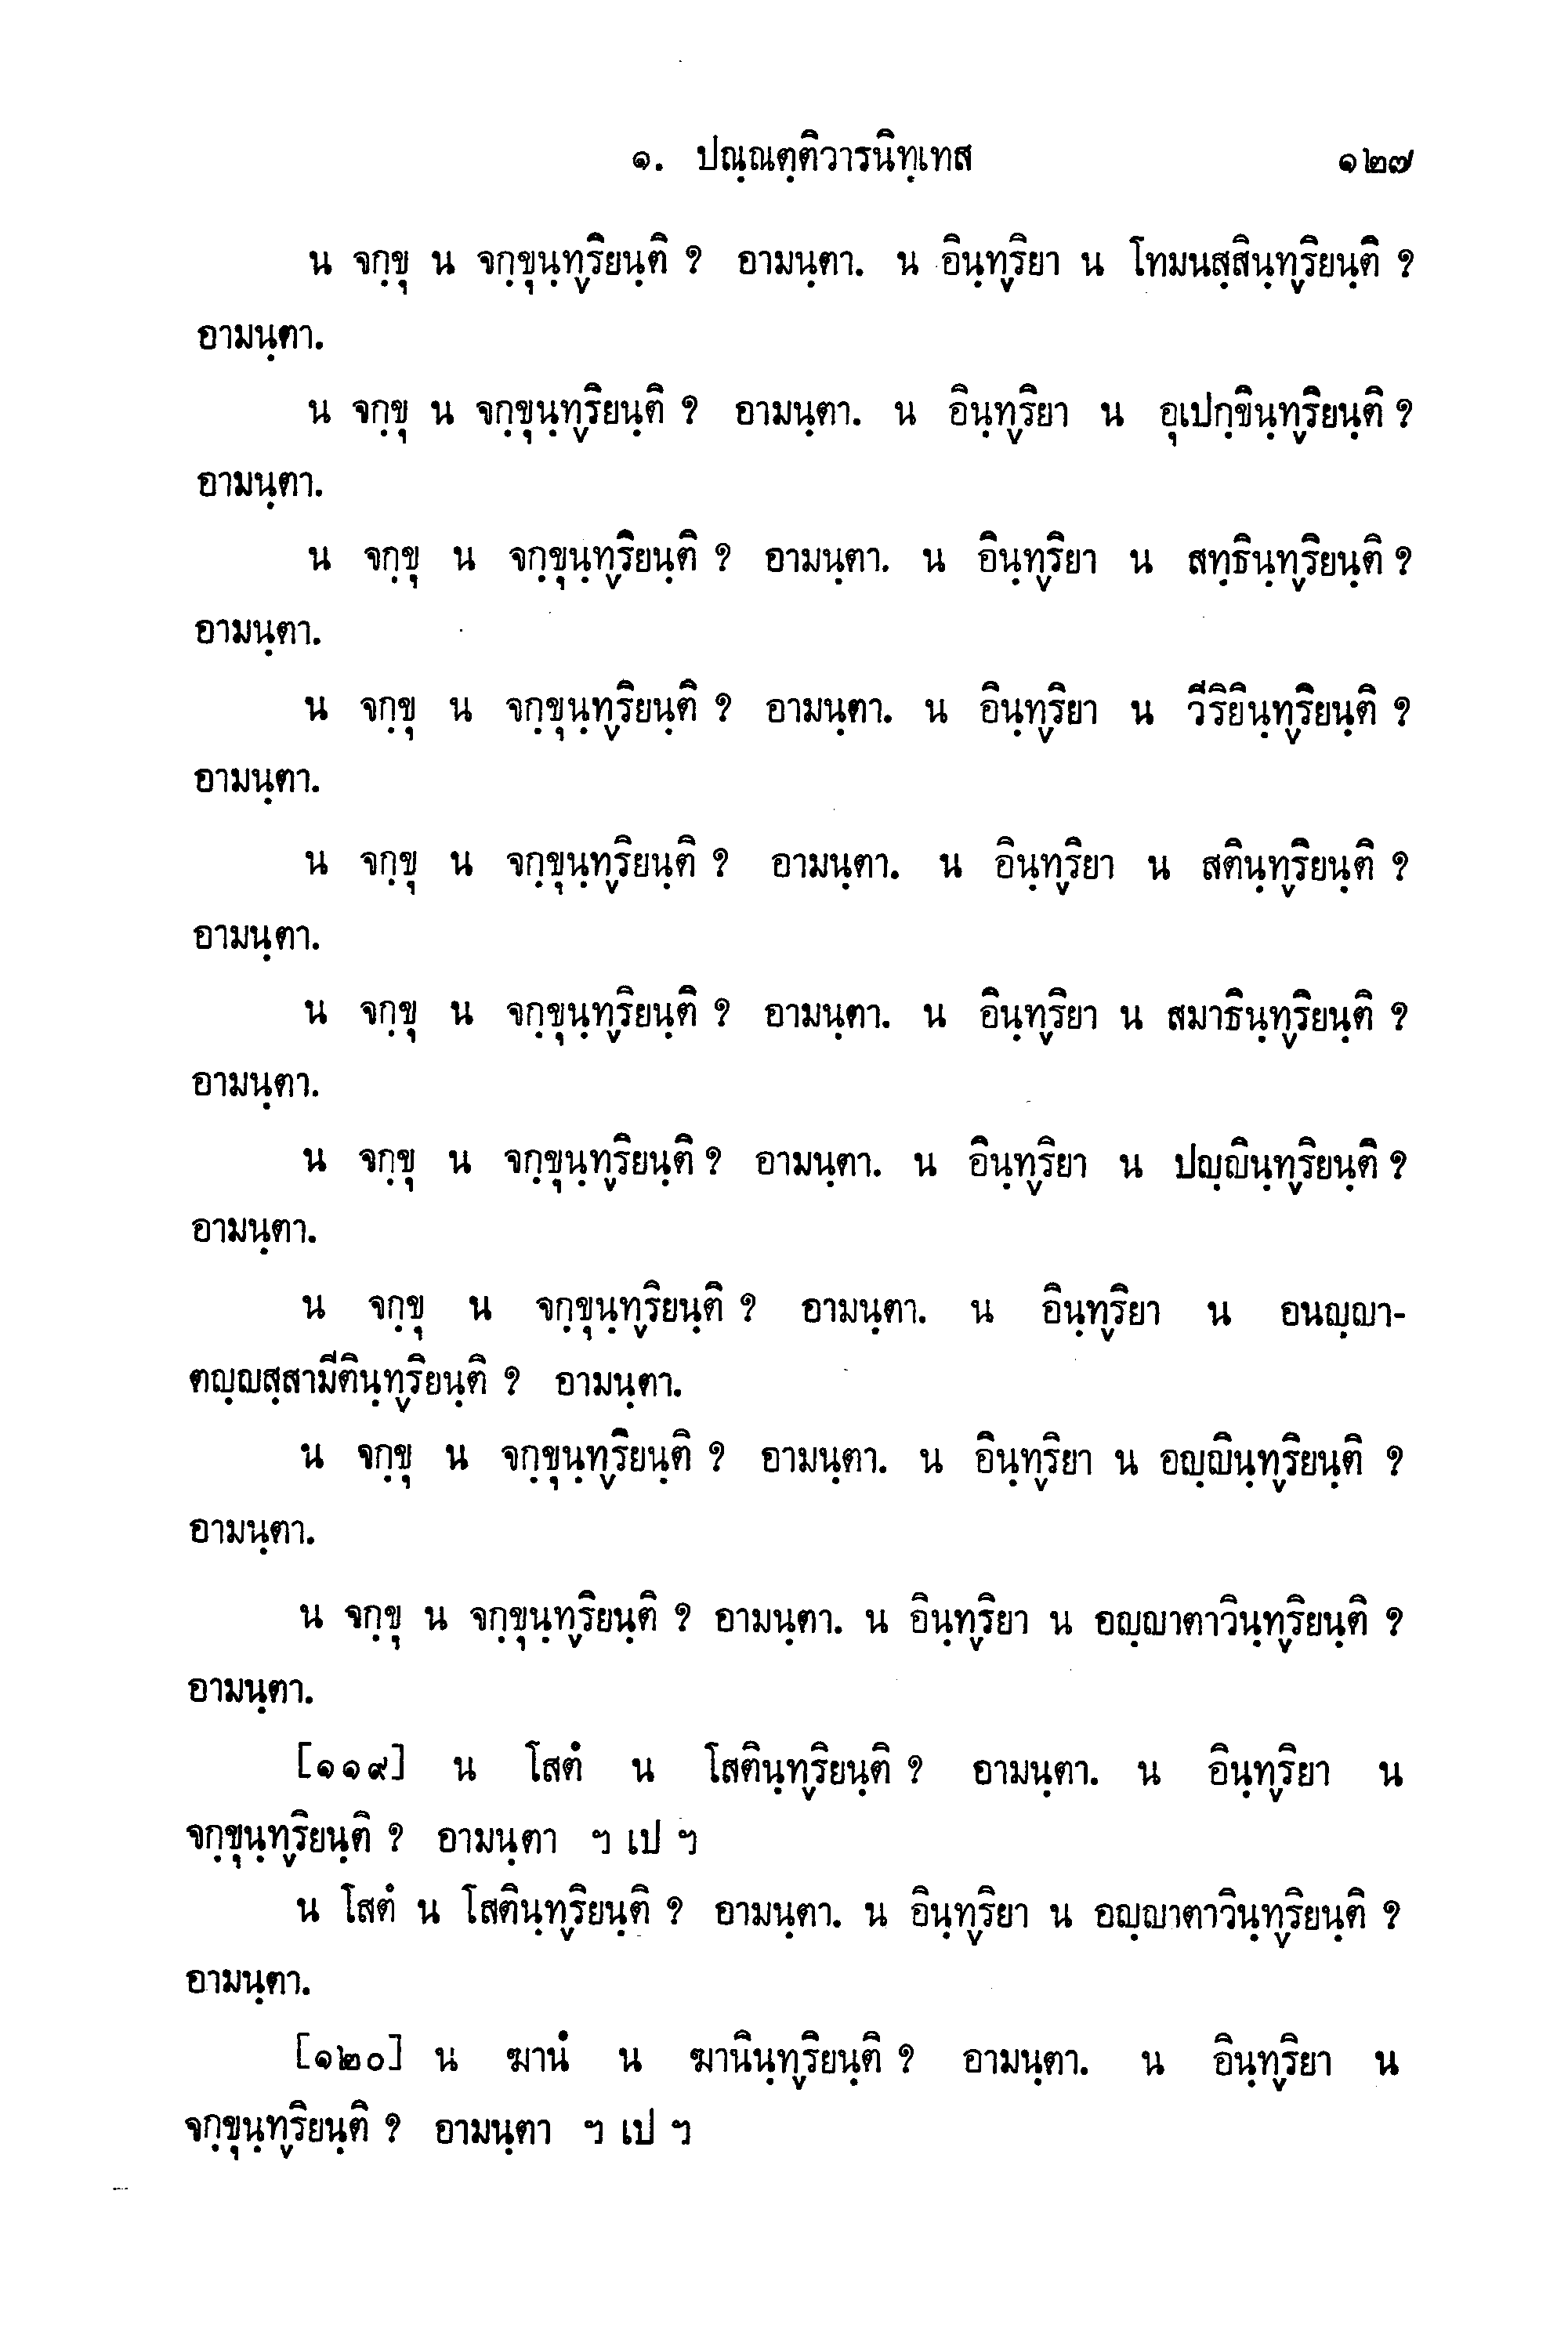 ๑. ปณฺณตฺติวารนิทฺเทส ๑๒๗
น จกฺขุ น จกฺขุนฺทฺริยนฺติ ? อามนฺตา. น อินฺทฺริยา น โทมนสฺสินฺทฺริยนฺติ ?
อามนฺตา.
น จกฺขุ น จกฺขุนฺทฺริยนฺติ ? อามนฺตา. น อินฺทฺริยา น อุเปกฺขินฺทฺริยนฺติ ?
อามนฺตา.
น จกฺขุ น จกฺขุนฺทฺริยนฺติ ? อามนฺตา. น อินฺทฺริยา น สทฺธินฺทฺริยนฺติ ?
อามนฺตา.
น จกฺขุ น จกฺขุนฺทฺริยนฺติ ? อามนฺตา. น อินฺทฺริยา น วีริยินฺทฺริยนฺติ ?
อามนฺตา.
น จกฺขุ น จกฺขุนฺทฺริยนฺติ ? อามนฺตา. น อินฺทฺริยา น สตินฺทฺริยนฺติ ?
อามนฺตา.
น จกฺขุ น จกฺขุนฺทฺริยนฺติ ? อามนฺตา. น อินฺทฺริยา น สมาธินฺทฺริยนฺติ ?
อามนฺตา.
น จกฺขุ น จกฺขุนฺทฺริยนฺติ ? อามนฺตา. น อินฺทฺริยา น ปญฺญินฺทฺริยนฺติ ?
อามนฺตา.
น จกฺขุ น จกฺขุนฺทฺริยนฺติ ? อามนฺตา. น อินฺทฺริยา น อนญฺญา-
ตญฺญสฺสามีตินฺทฺริยนฺติ ? อามนฺตา.
น จกฺขุ น จกฺขุนฺทฺริยนฺติ ? อามนฺตา. น อินฺทฺริยา น อญฺญินฺทฺริยนฺติ ?
อามนฺตา.
น จกฺขุ น จกฺขุนฺทฺริยนฺติ ? อามนฺตา. น อินฺทฺริยา น อญฺญาตาวินฺทฺริยนฺติ ?
อามนฺตา.
[๑๑๙] น โสตํ น โสตินฺทฺริยนฺติ ? อามนฺตา. น อินฺทฺริยา น
จกฺขุนฺทฺริยนฺติ ? อามนฺตา ฯ เป ฯ
น โสตํ น โสตินฺทฺริยนฺติ ? อามนฺตา. น อินฺทฺริยา น อญฺญาตาวินฺทฺริยนฺติ ?
อามนฺตา.
[๑๒๐] น ฆานํ น ฆานินฺทฺริยนฺติ ? อามนฺตา. น อินฺทฺริยา น
จกฺขุนฺทฺริยนฺติ ? อามนฺตา ฯ เป ฯ